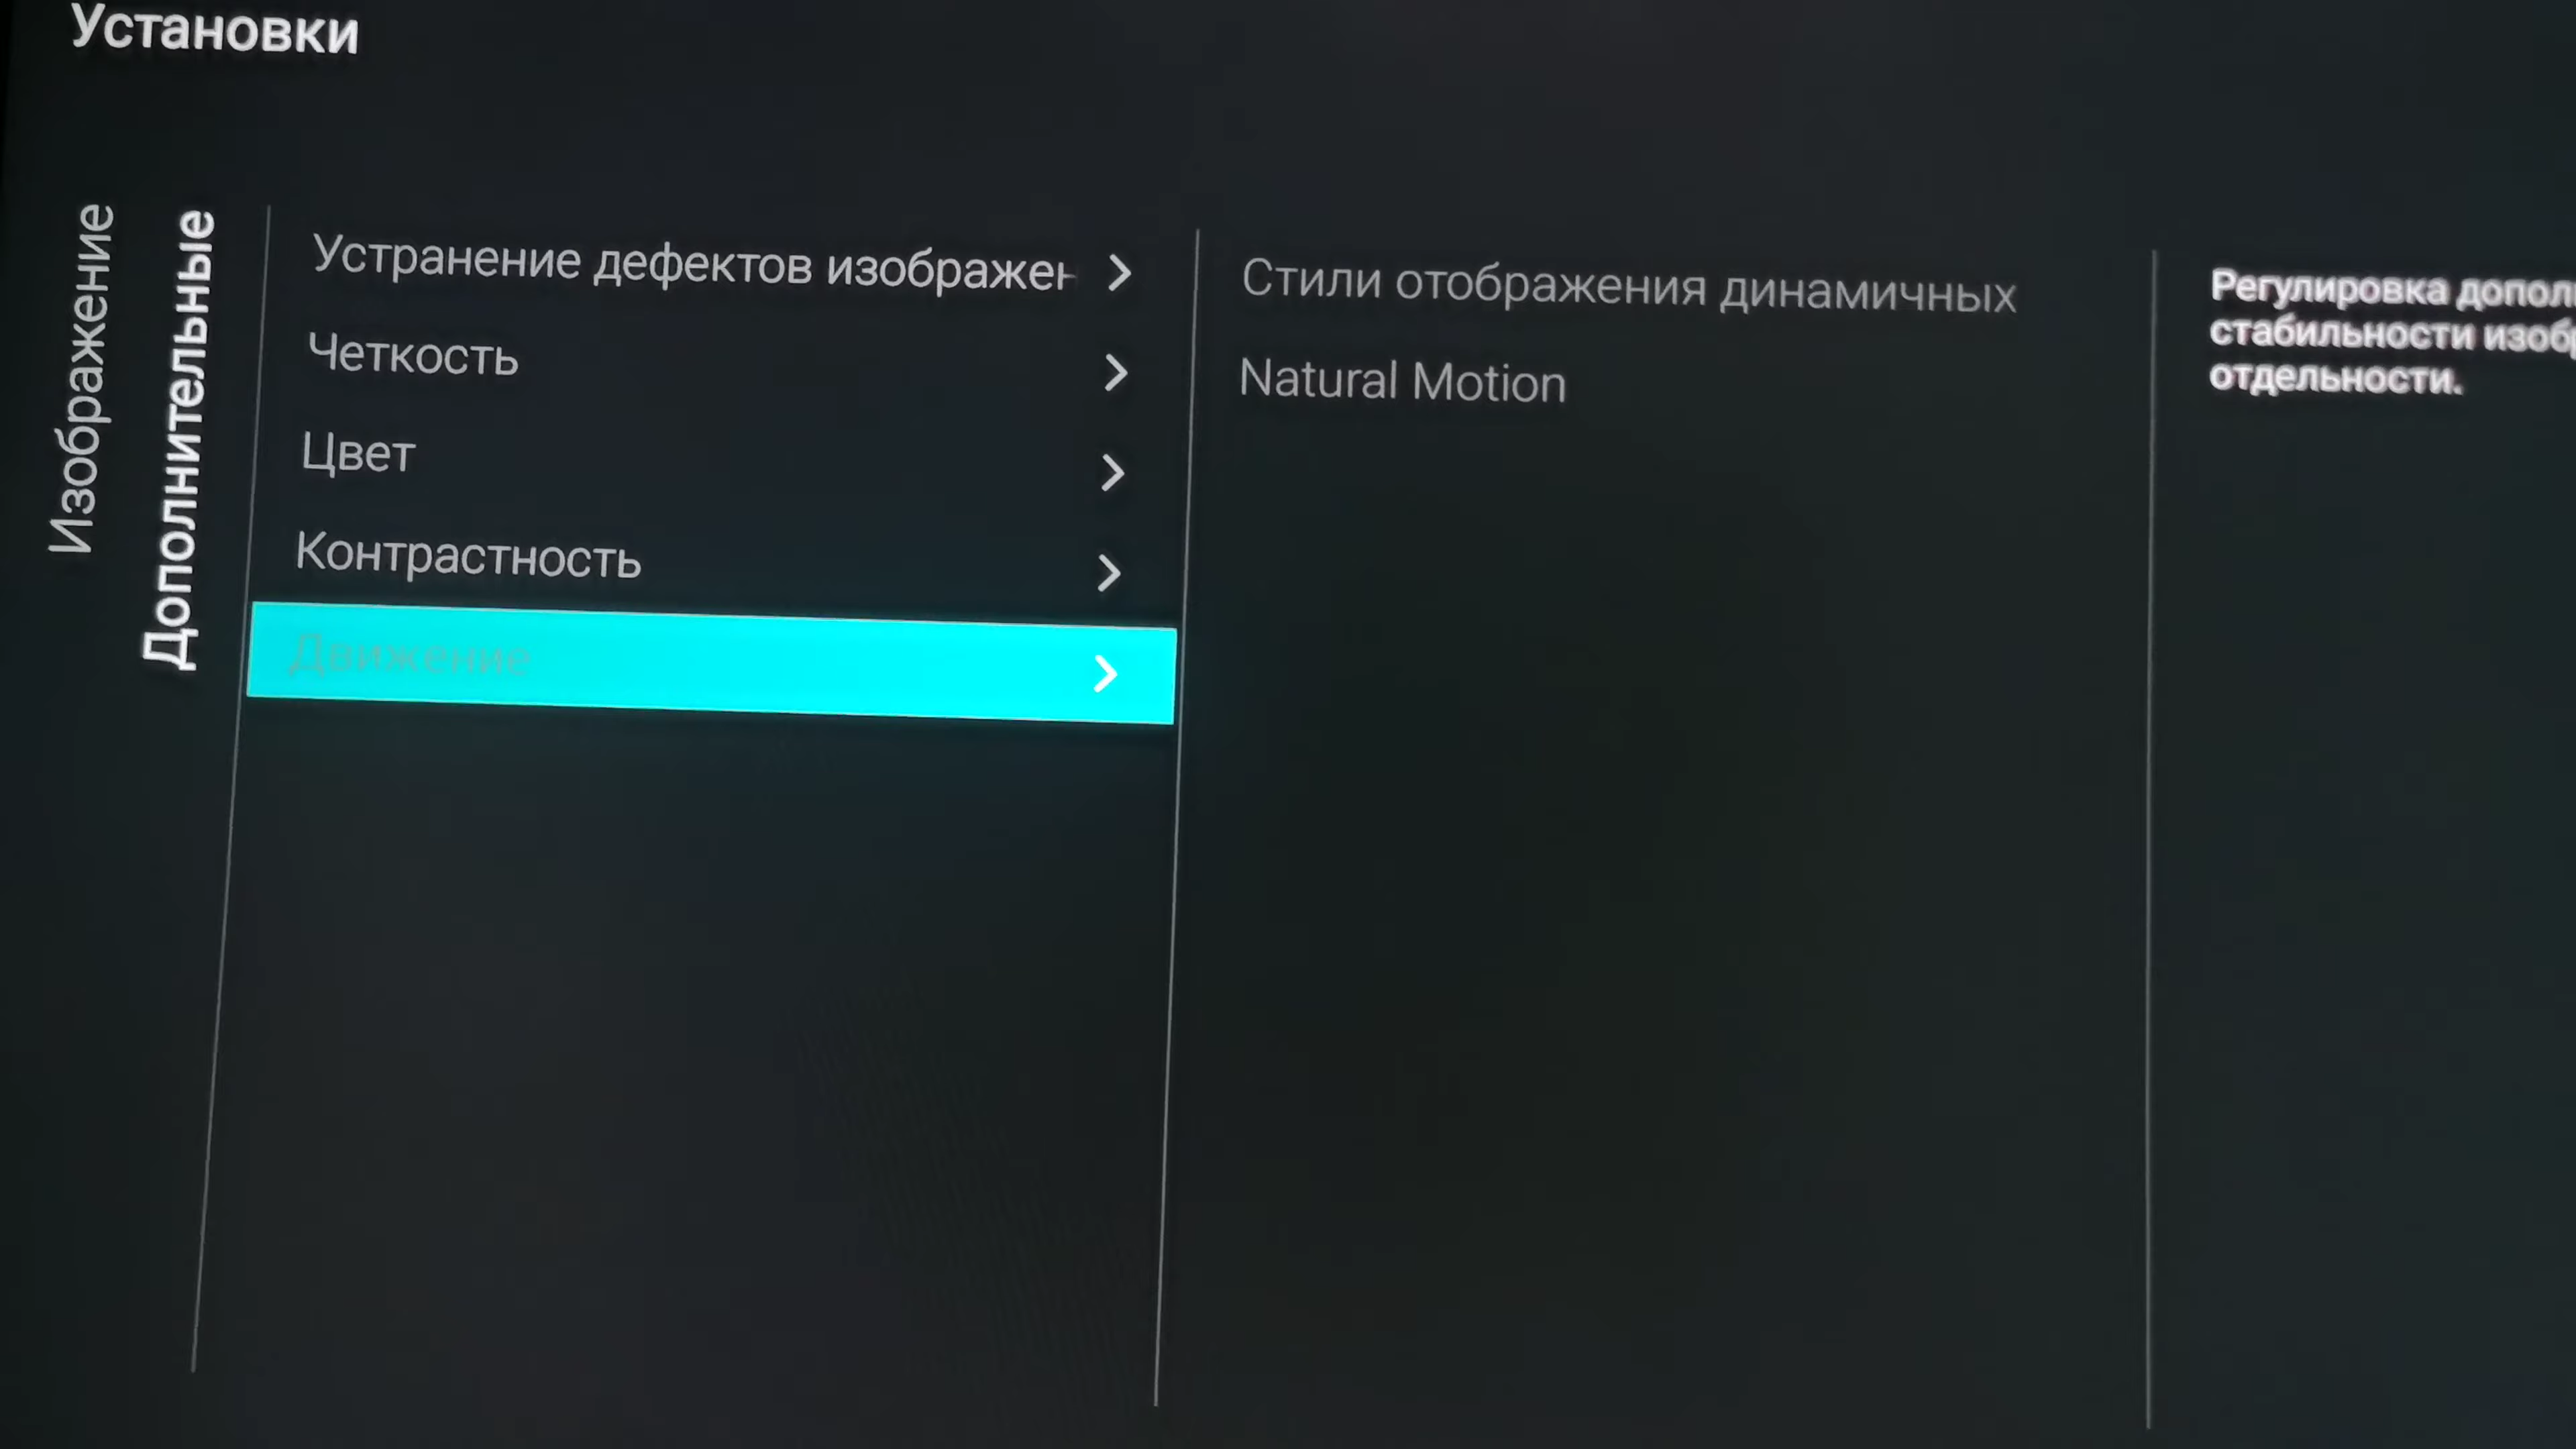 Установки
Изображение
Дополнительные
Устранение дефектов изображен
Четкость
Цвет
Контрастность
Движение
Стили отображения динамичных
Natural Motion
Регулировка допол
стабильности изоб
отдельности.